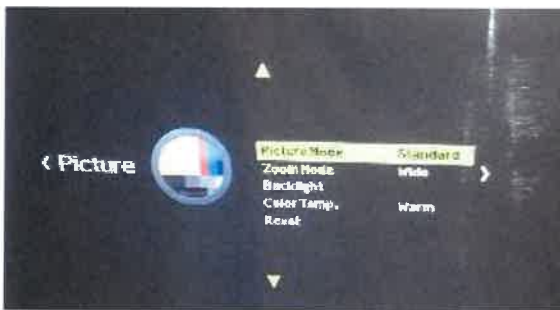 Picture
Picture Mode Standard
Zoom Mode Wide
Backlight
Color Temp. Warm
Reset